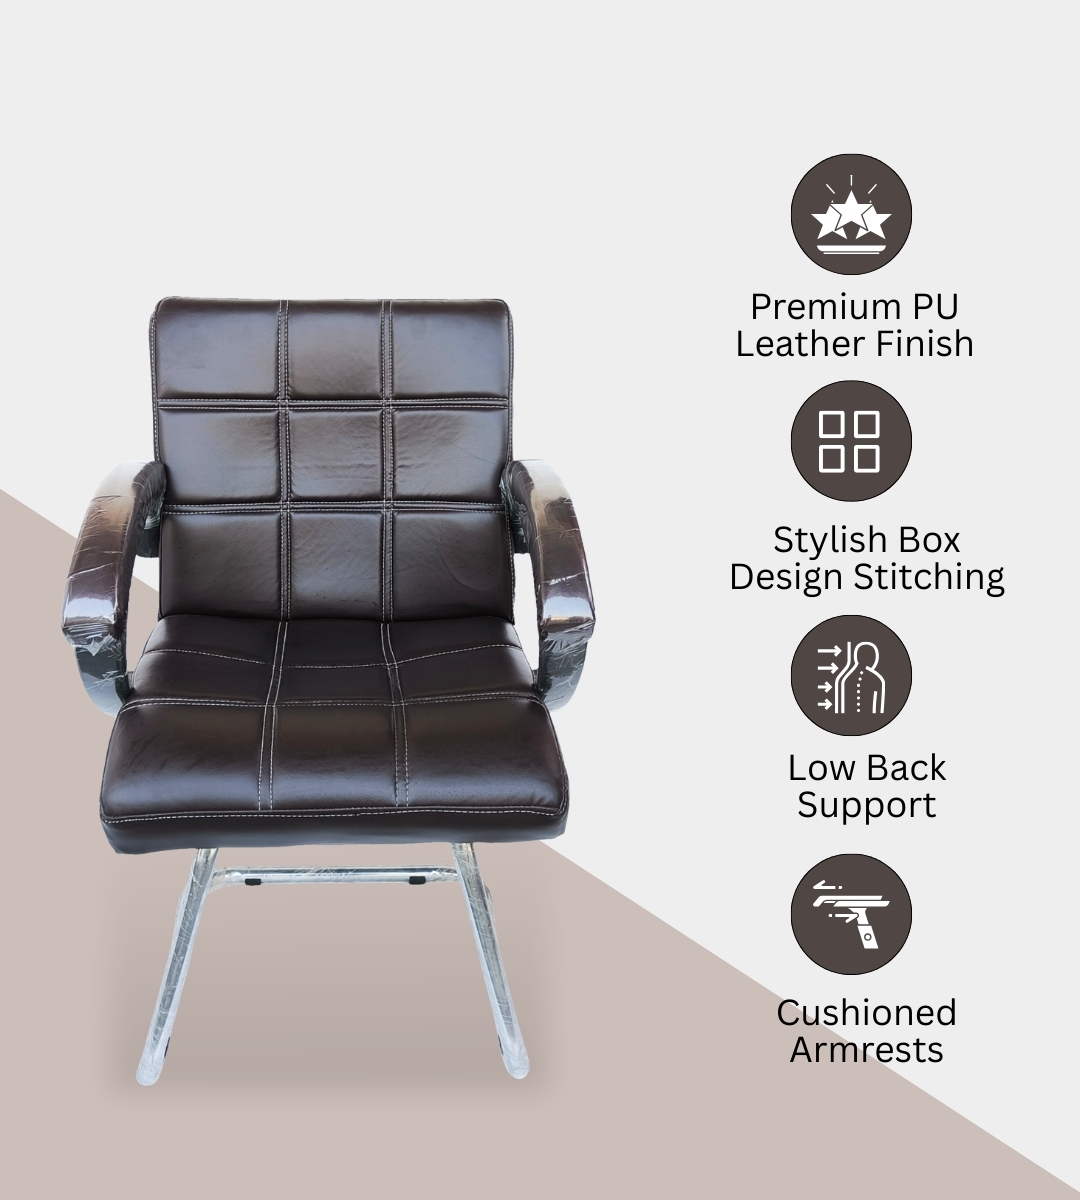 Premium PU
Leather Finish
Stylish Box
Design Stitching
Low Back
Support
Cushioned
Armrests